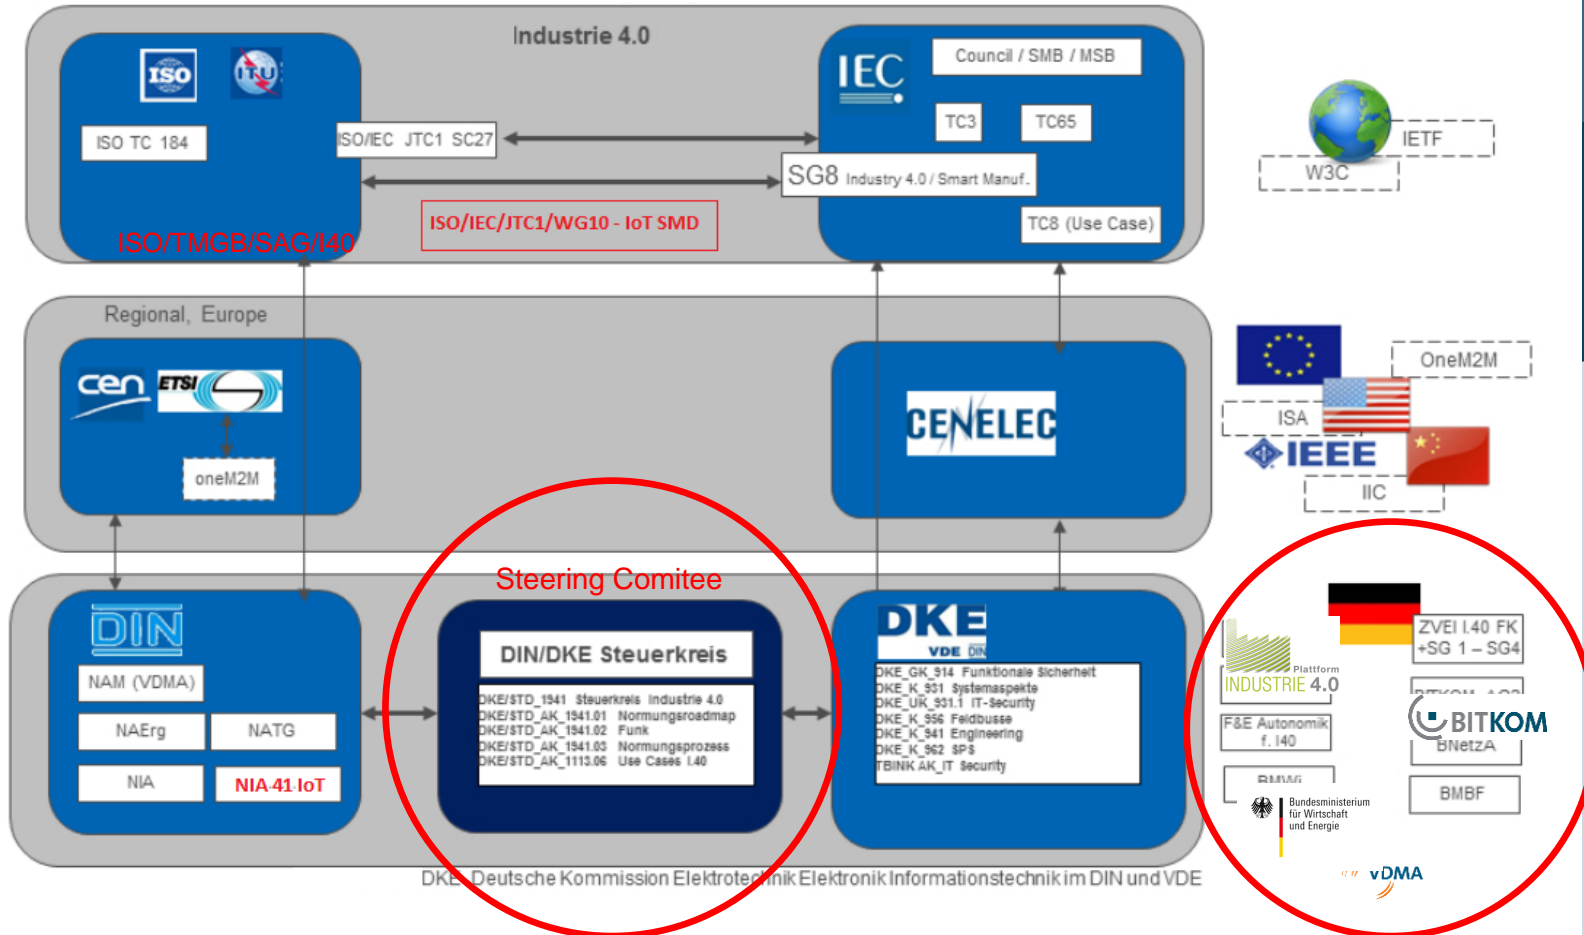 Industrie 4.0
ISO
ITU
ISO TC 184
ISO/IEC JTC1 SC27
ISO/TMGB/SAG/I40
ISO/IEC/JTC1/WG10 - IoT SMD
IEC
Council / SMB / MSB
TC3
TC65
SG8 Industry 4.0 / Smart Manuf.
TC8 (Use Case)
IETF
W3C
Regional, Europe
cen
ETSI
oneM2M
CENELEC
OneM2M
ISA
IEEE
IIC
Steering Comitee
DIN
NAM (VDMA)
NAErg
NATG
NIA
NIA-41-IoT
DIN/DKE Steuerkreis
DKE/STD_1941 Steuerkreis Industrie 4.0
DKE/STD_AK_1941.01 Normungsroadmap
DKE/STD_AK_1941.02 Funk
DKE/STD_AK_1941.03 Normungsprozess
DKE/STD_AK_1113.06 Use Cases I.40
DKE
VDE DIN
DKE_GK_914 Funktionale Sicherheit
DKE_K_931 Systemaspekte
DKE_UK_931.1 IT-Security
DKE_K_956 Feldbusse
DKE_K_941 Engineering
DKE_K_962 SPS
TBINK AK_IT Security
Plattform
INDUSTRIE 4.0
ZVEI I.40 FK
+SG 1 – SG4
BITKOM
F&E Autonomik
f. I40
BNetzA
BMWi
BMBF
Bundesministerium
für Wirtschaft
und Energie
VDMA
DKE Deutsche Kommission Elektrotechnik Elektronik Informationstechnik im DIN und VDE